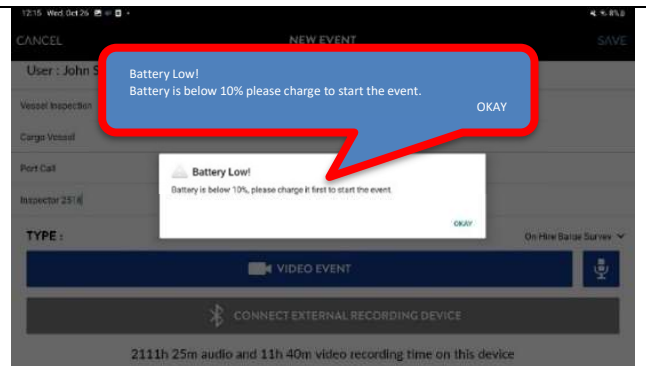 12:15 Wed, Oct 26
8%
CANCEL
NEW EVENT
SAVE
User : John S
Battery Low!
Battery is below 10% please charge to start the event.
OKAY
Vessel Inspection
Cargo Vessel
Port Call
Battery Low!
Battery is below 10%, please charge it first to start the event
Inspector 2518
OKAY
TYPE :
On Hire Barge Survey
VIDEO EVENT
CONNECT EXTERNAL RECORDING DEVICE
2111h 25m audio and 11h 40m video recording time on this device